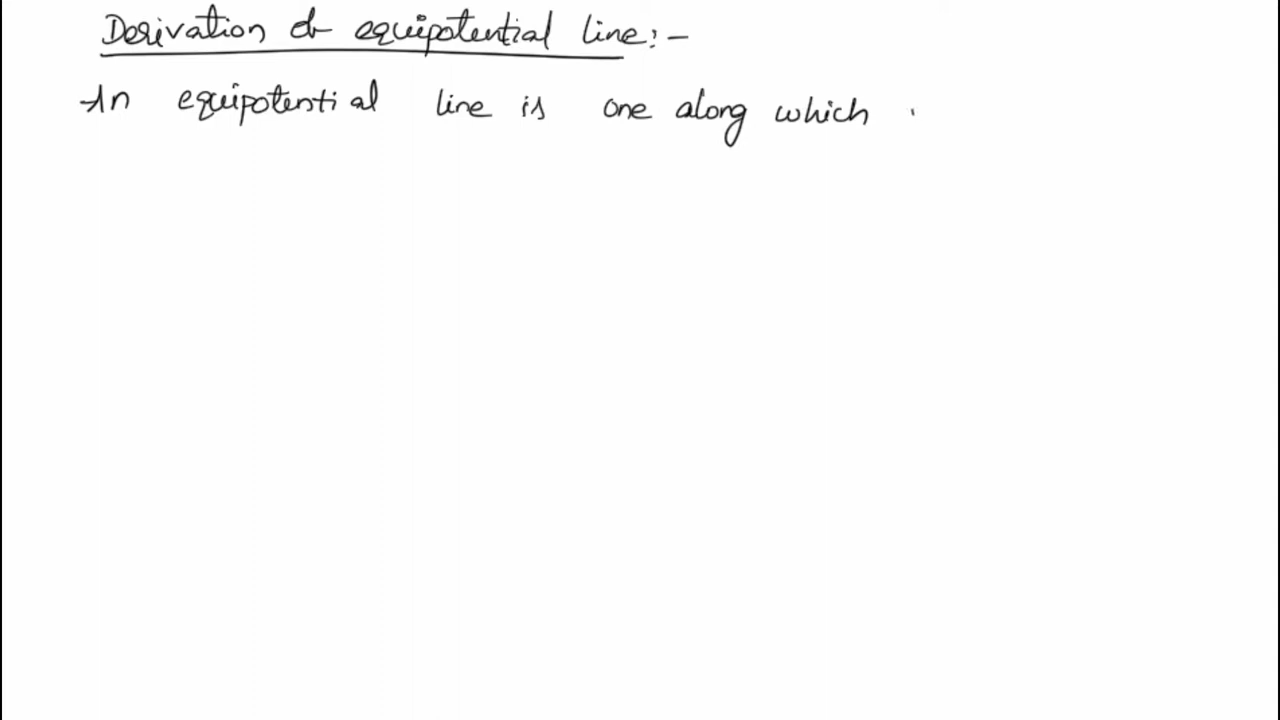 Derivation of equipotential line:-
An equipotential line is one along which